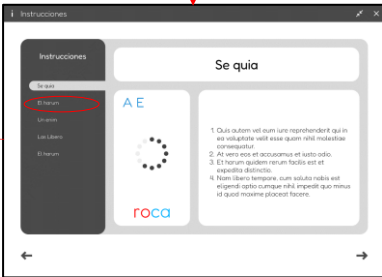 i Instrucciones
Instrucciones
Se quia
El harum
Un enim
Las Libero
El harum
Se quia
A E
roca
1. Quis autem vel eum iure reprehenderit qui in
ea voluptate velit esse quam nihil molestiae
consequatur.
2. At vero eos et accusamus et iusto odio.
3. Et harum quidem rerum facilis est et
expedita distinctio.
4. Nam libero tempore, cum soluta nobis est
eligendi optio cumque nihil impedit quo minus
id quod maxime placeat facere.